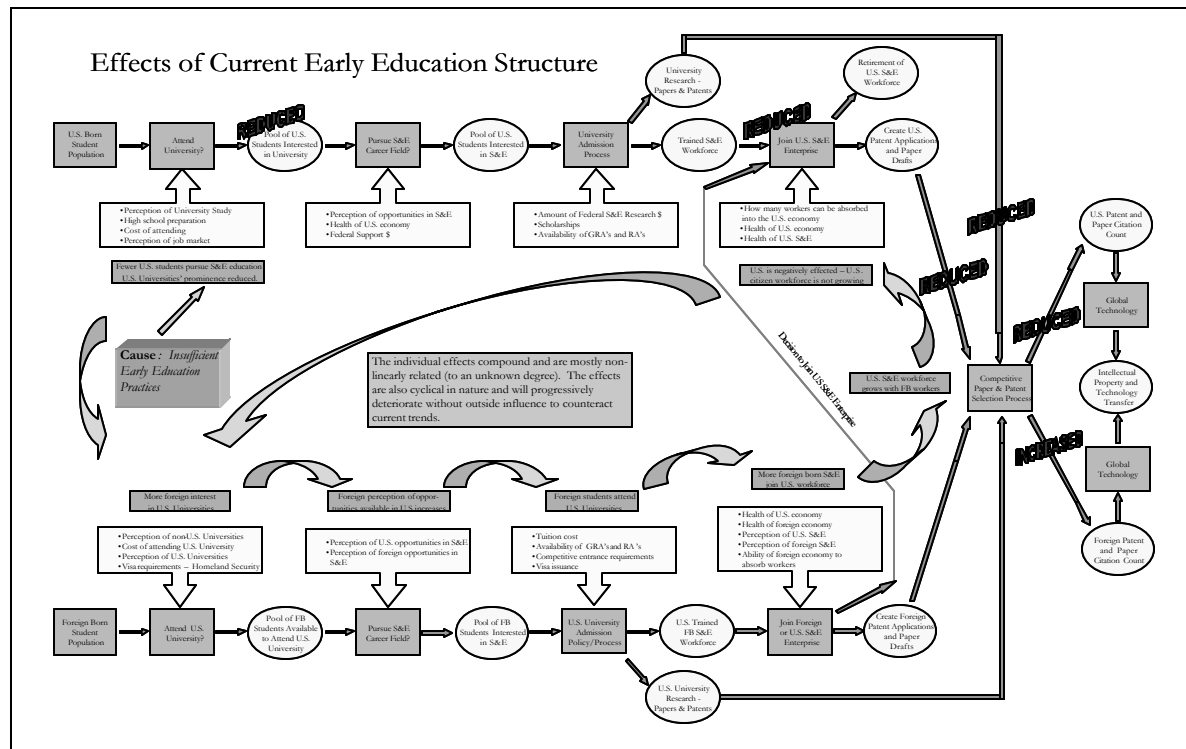 Effects of Current Early Education Structure
University
Research -
Papers & Patents
Retirement of
U.S. S&E
Workforce
U.S. Born
Student
Population
Attend
University?
REDUCED
Pool of U.S.
Students Interested
in University
Pursue S&E
Career Field?
Pool of U.S.
Students Interested
in S&E
University
Admission
Process
Trained S&E
Workforce
REDUCED
Join U.S. S&E
Enterprise
Create U.S.
Patent Applications
and Paper
Drafts
•Perception of University Study
•High school preparation
•Cost of attending
•Perception of job market
•Perception of opportunities in S&E
•Health of U.S. economy
•Federal Support $
•Amount of Federal S&E Research $
•Scholarships
•Availability of GRA's and RA's
•How many workers can be absorbed
into the U.S. economy
•Health of U.S. economy
•Health of U.S. S&E
REDUCED
U.S. Patent and
Paper Citation
Count
Fewer U.S. students pursue S&E education
U.S. Universities' prominence reduced.
U.S. is negatively effected – U.S.
citizen workforce is not growing
REDUCED
REDUCED
Global
Technology
Cause: Insufficient
Early Education
Practices
The individual effects compound and are mostly non-
linearly related (to an unknown degree). The effects
are also cyclical in nature and will progressively
deteriorate without outside influence to counteract
current trends.
Decision to Join U.S. S&E Enterprise
U.S. S&E workforce
grows with FB workers
Competitive
Paper & Patent
Selection Process
Intellectual
Property and
Technology
Transfer
INCREASED
Global
Technology
More foreign interest
in U.S. Universities
Foreign perception of oppor-
tunities available in U.S increases
Foreign students attend
U.S. Universities
More foreign born S&E
join U.S. workforce
•Perception of nonU.S. Universities
•Cost of attending U.S. University
•Perception of U.S. Universities
•Visa requirements – Homeland Security
•Perception of U.S. opportunities in S&E
•Perception of foreign opportunities in
S&E
•Tuition cost
•Availability of GRA's and RA's
•Competitive entrance requirements
•Visa issuance
•Health of U.S. economy
•Health of foreign economy
•Perception of U.S. S&E
•Perception of foreign S&E
•Ability of foreign economy to
absorb workers
Foreign Patent
and Paper
Citation Count
Foreign Born
Student
Population
Attend U.S.
University?
Pool of FB
Students Available
to Attend U.S.
University
Pursue S&E
Career Field?
Pool of FB
Students Interested
in S&E
U.S. University
Admission
Policy/Process
U.S. Trained
FB S&E
Workforce
Join Foreign
or U.S. S&E
Enterprise
Create Foreign
Patent Applications
and Paper
Drafts
U.S. University
Research -
Papers & Patents